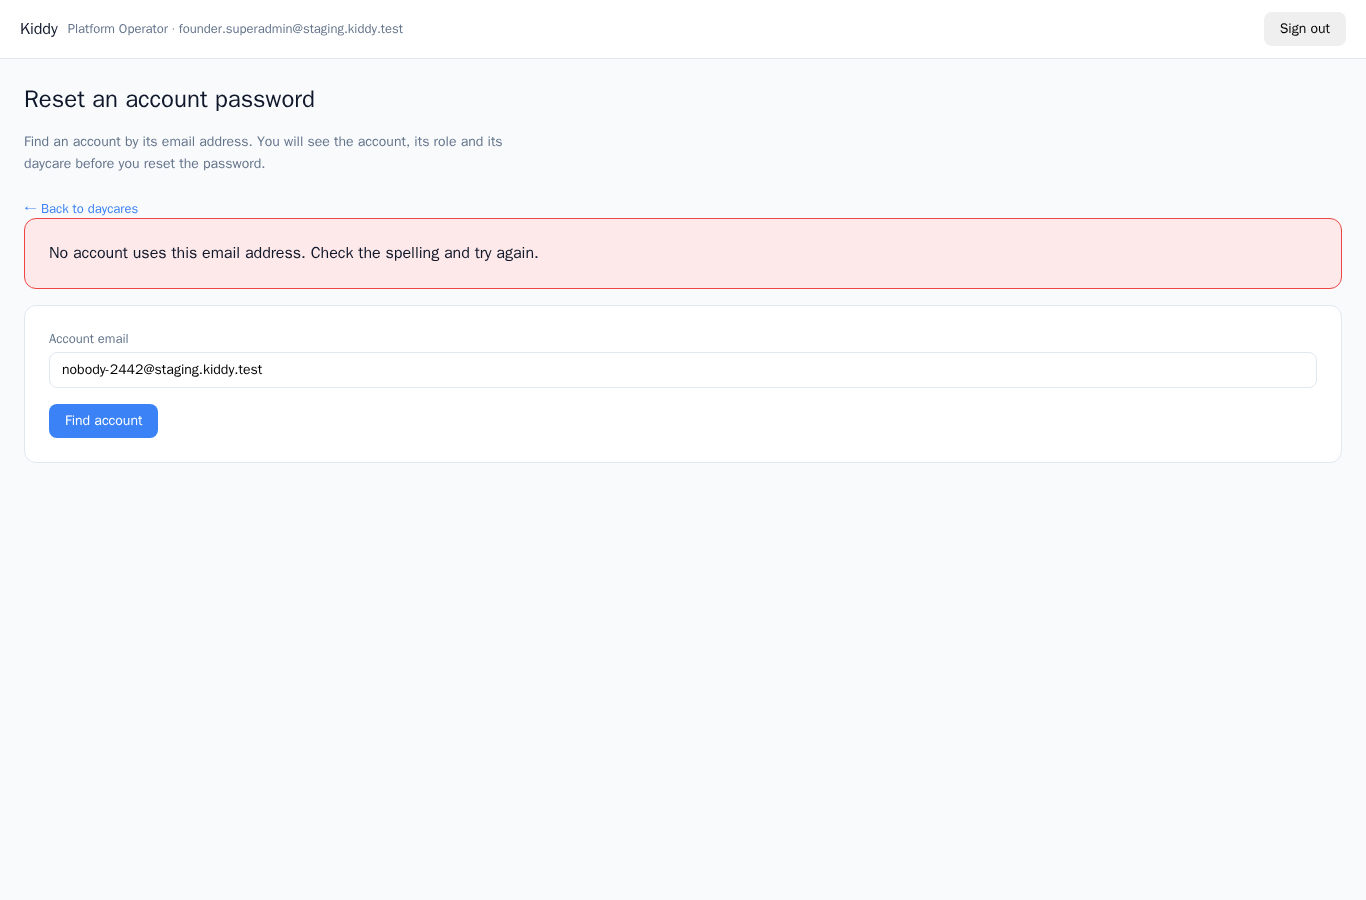 Kiddy Platform Operator · founder.superadmin@staging.kiddy.test
Sign out
Reset an account password
Find an account by its email address. You will see the account, its role and its
daycare before you reset the password.
← Back to daycares
No account uses this email address. Check the spelling and try again.
Account email
nobody-2442@staging.kiddy.test
Find account